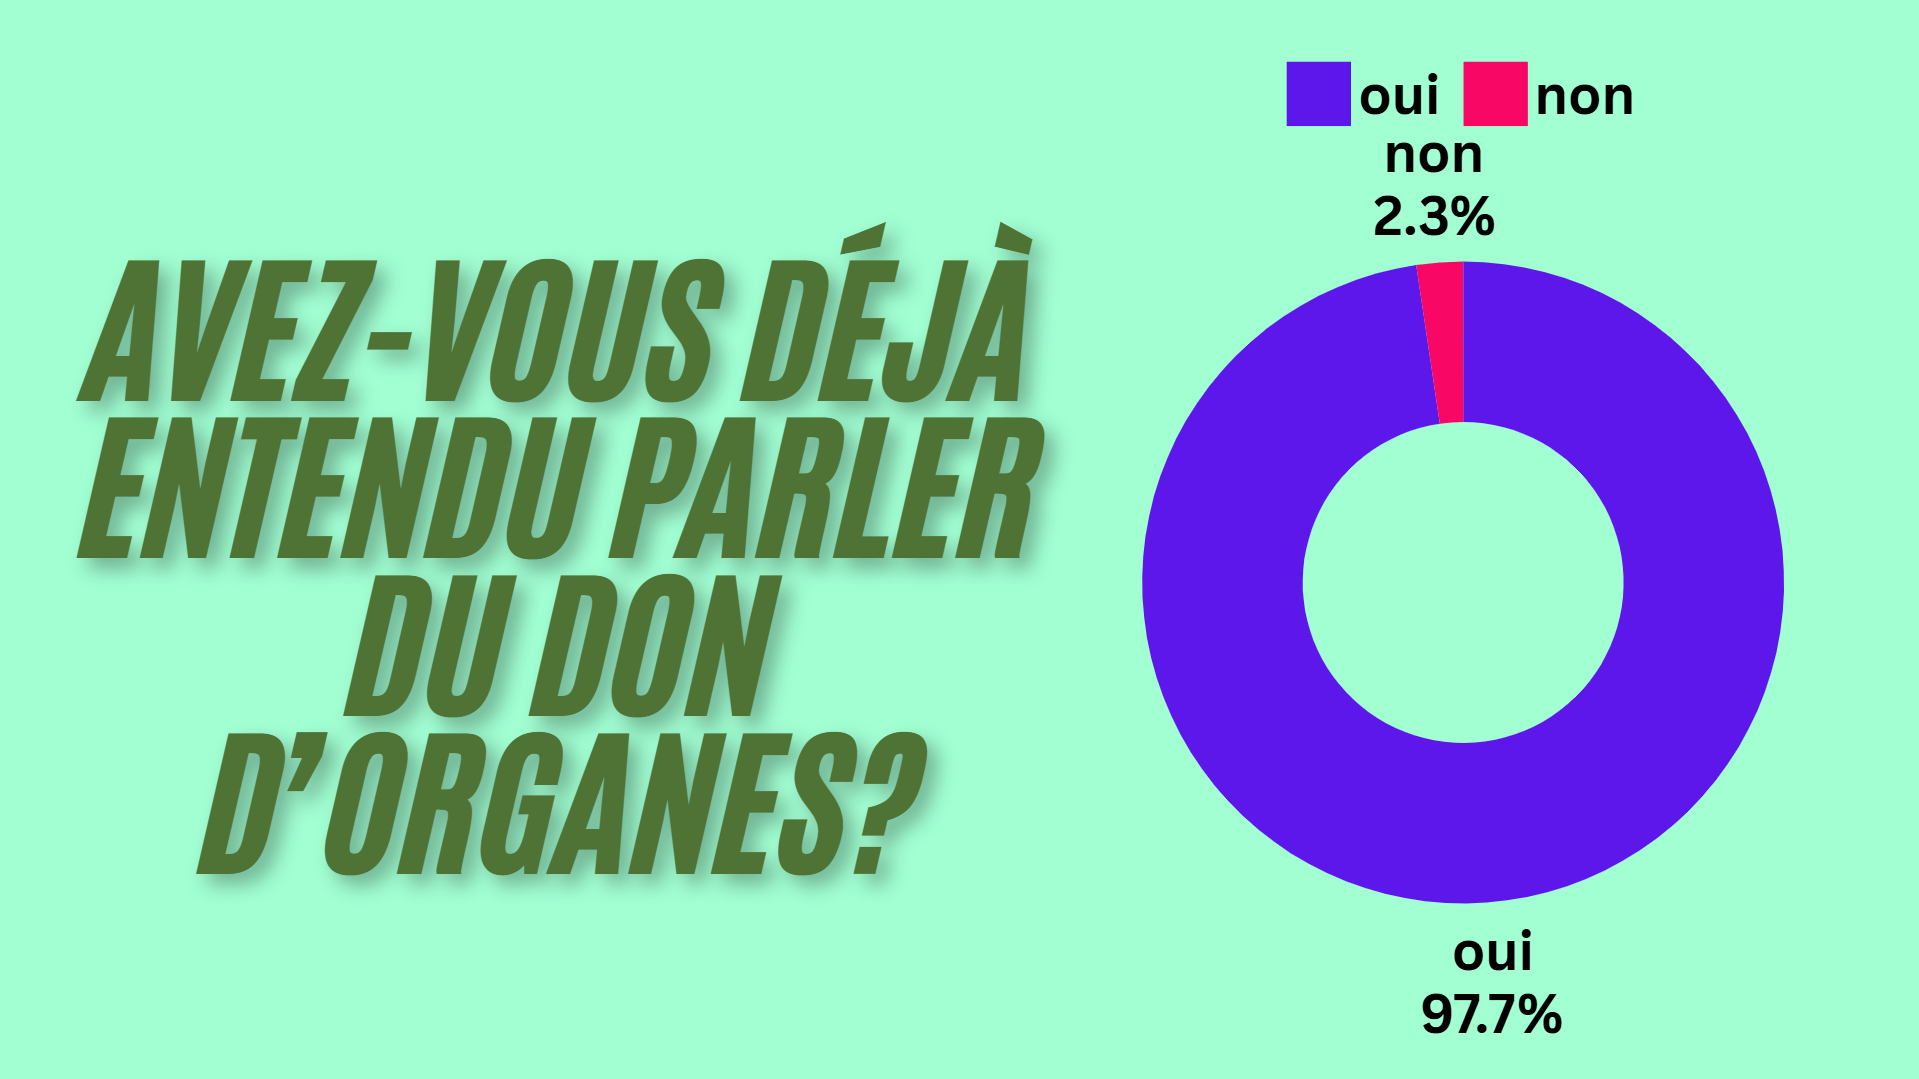 AVEZ-VOUS DÉJÀ
ENTENDU PARLER
DU DON
D’ORGANES?
oui non
non
2.3%
oui
97.7%